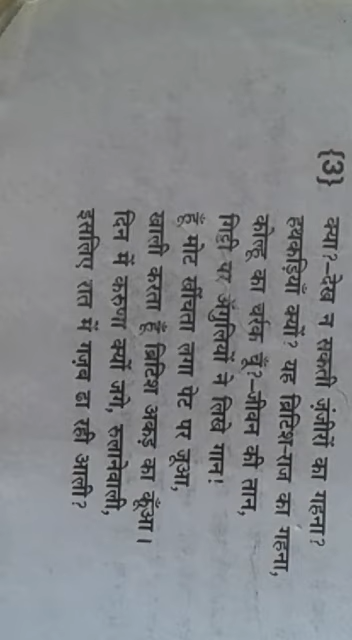 {3}
क्या?–देख न सकती जंजीरों का गहना?
हथकड़ियाँ क्यों? यह ब्रिटिश-राज का गहना,
कोल्हू का चर्रक चूँ?–जीवन की तान,
गिट्टी पर अँगुलियों ने लिखे गान!
हूँ मोट खींचता लगा पेट पर जूआ,
खाली करता हूँ ब्रिटिश अकड़ का कूँआ।
दिन में करुणा क्यों जगे, रुलानेवाली,
इसलिए रात में गज़ब ढा रही आली?